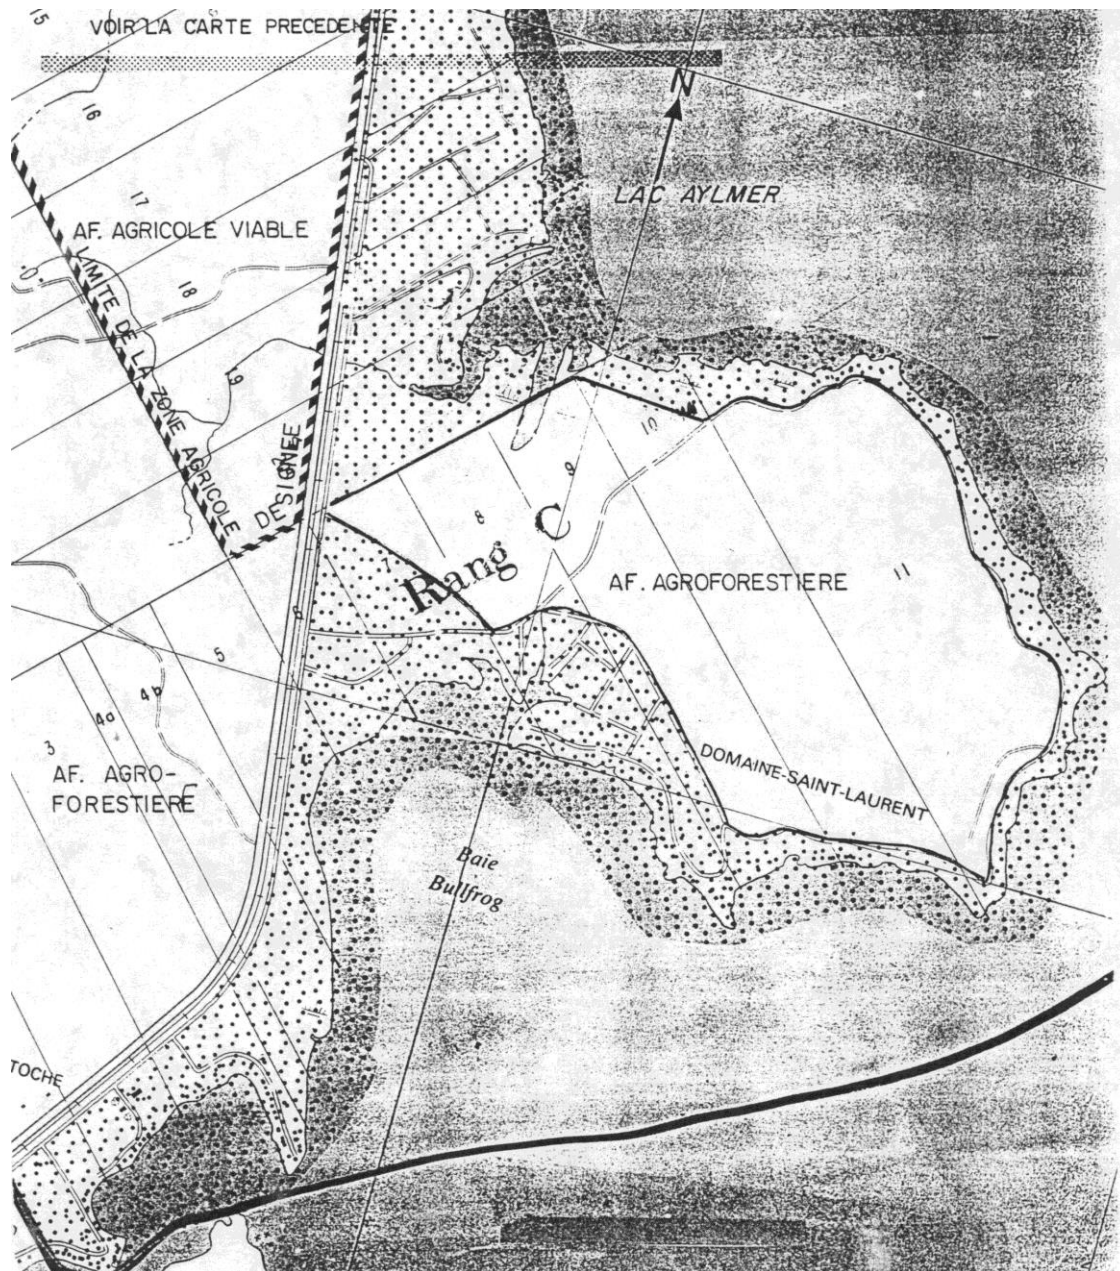 VOIR LA CARTE PRECEDENTE
15
N
16
LAC AYLMER
17
AF. AGRICOLE VIABLE
18
LIMITE DE LA ZONE AGRICOLE DESIGNEE
19
10
9
8
Rang C
7
AF. AGROFORESTIERE
11
6
5
4b
4a
3
AF. AGRO-
FORESTIERE
DOMAINE-SAINT-LAURENT
Baie
Bullfrog
TOCHE